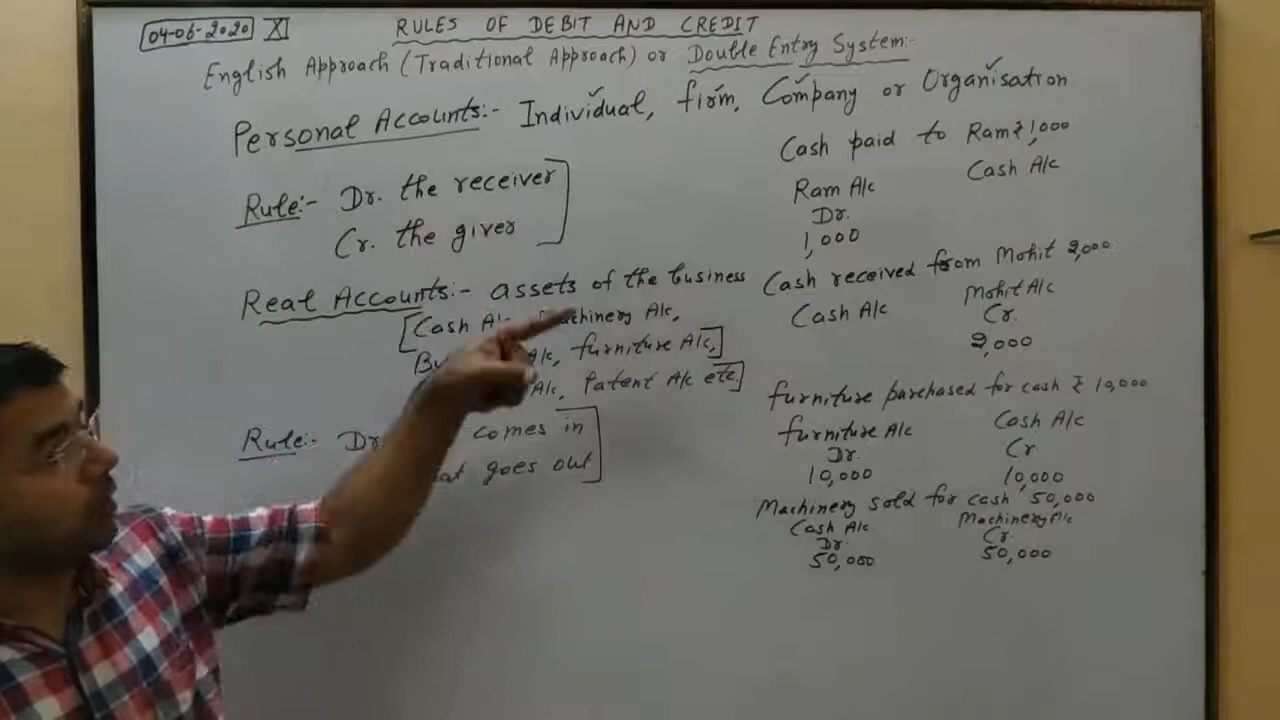 04-06-2020 XI
RULES OF DEBIT AND CREDIT
English Approach (Traditional Approach) or Double Entry System:-
Personal Accounts:- Individual, firm, Company or Organisation
Rule:- Dr. the receiver
Cr. the giver
Real Accounts:- assets of the business
[Cash A/c, Machinery A/c,
A/c, furniture A/c,]
A/c, Patent A/c etc.]
Rule:- Dr. comes in
goes out
Cash paid to Ram ₹ 1,000
Ram A/c Cash A/c
Dr.
1,000
Cash received from Mohit 2,000
Cash A/c Mohit A/c
Cr.
2,000
furniture purchased for cash ₹ 10,000
furniture A/c Cash A/c
Dr. Cr
10,000 10,000
Machinery sold for cash 50,000
Cash A/c Machinery A/c
Dr. Cr.
50,000 50,000